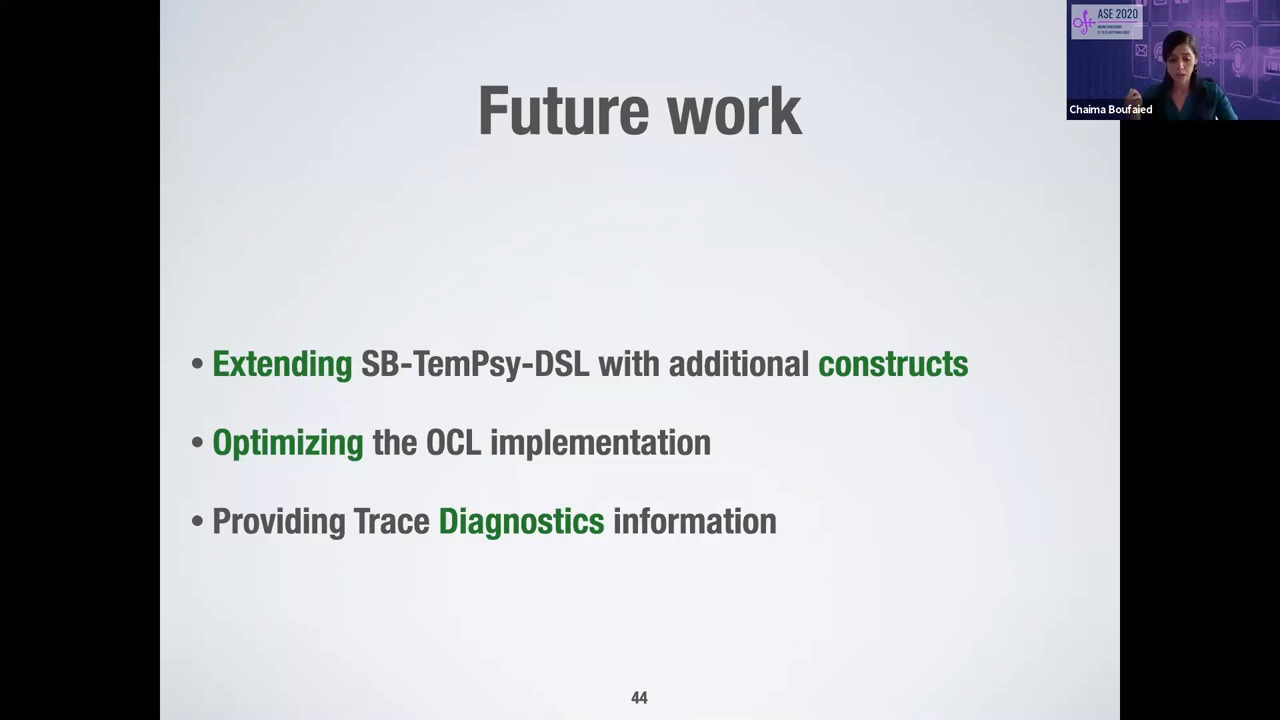 ASE 2020
Chaima Boufaied
Future work
• Extending SB-TemPsy-DSL with additional constructs
• Optimizing the OCL implementation
• Providing Trace Diagnostics information
44